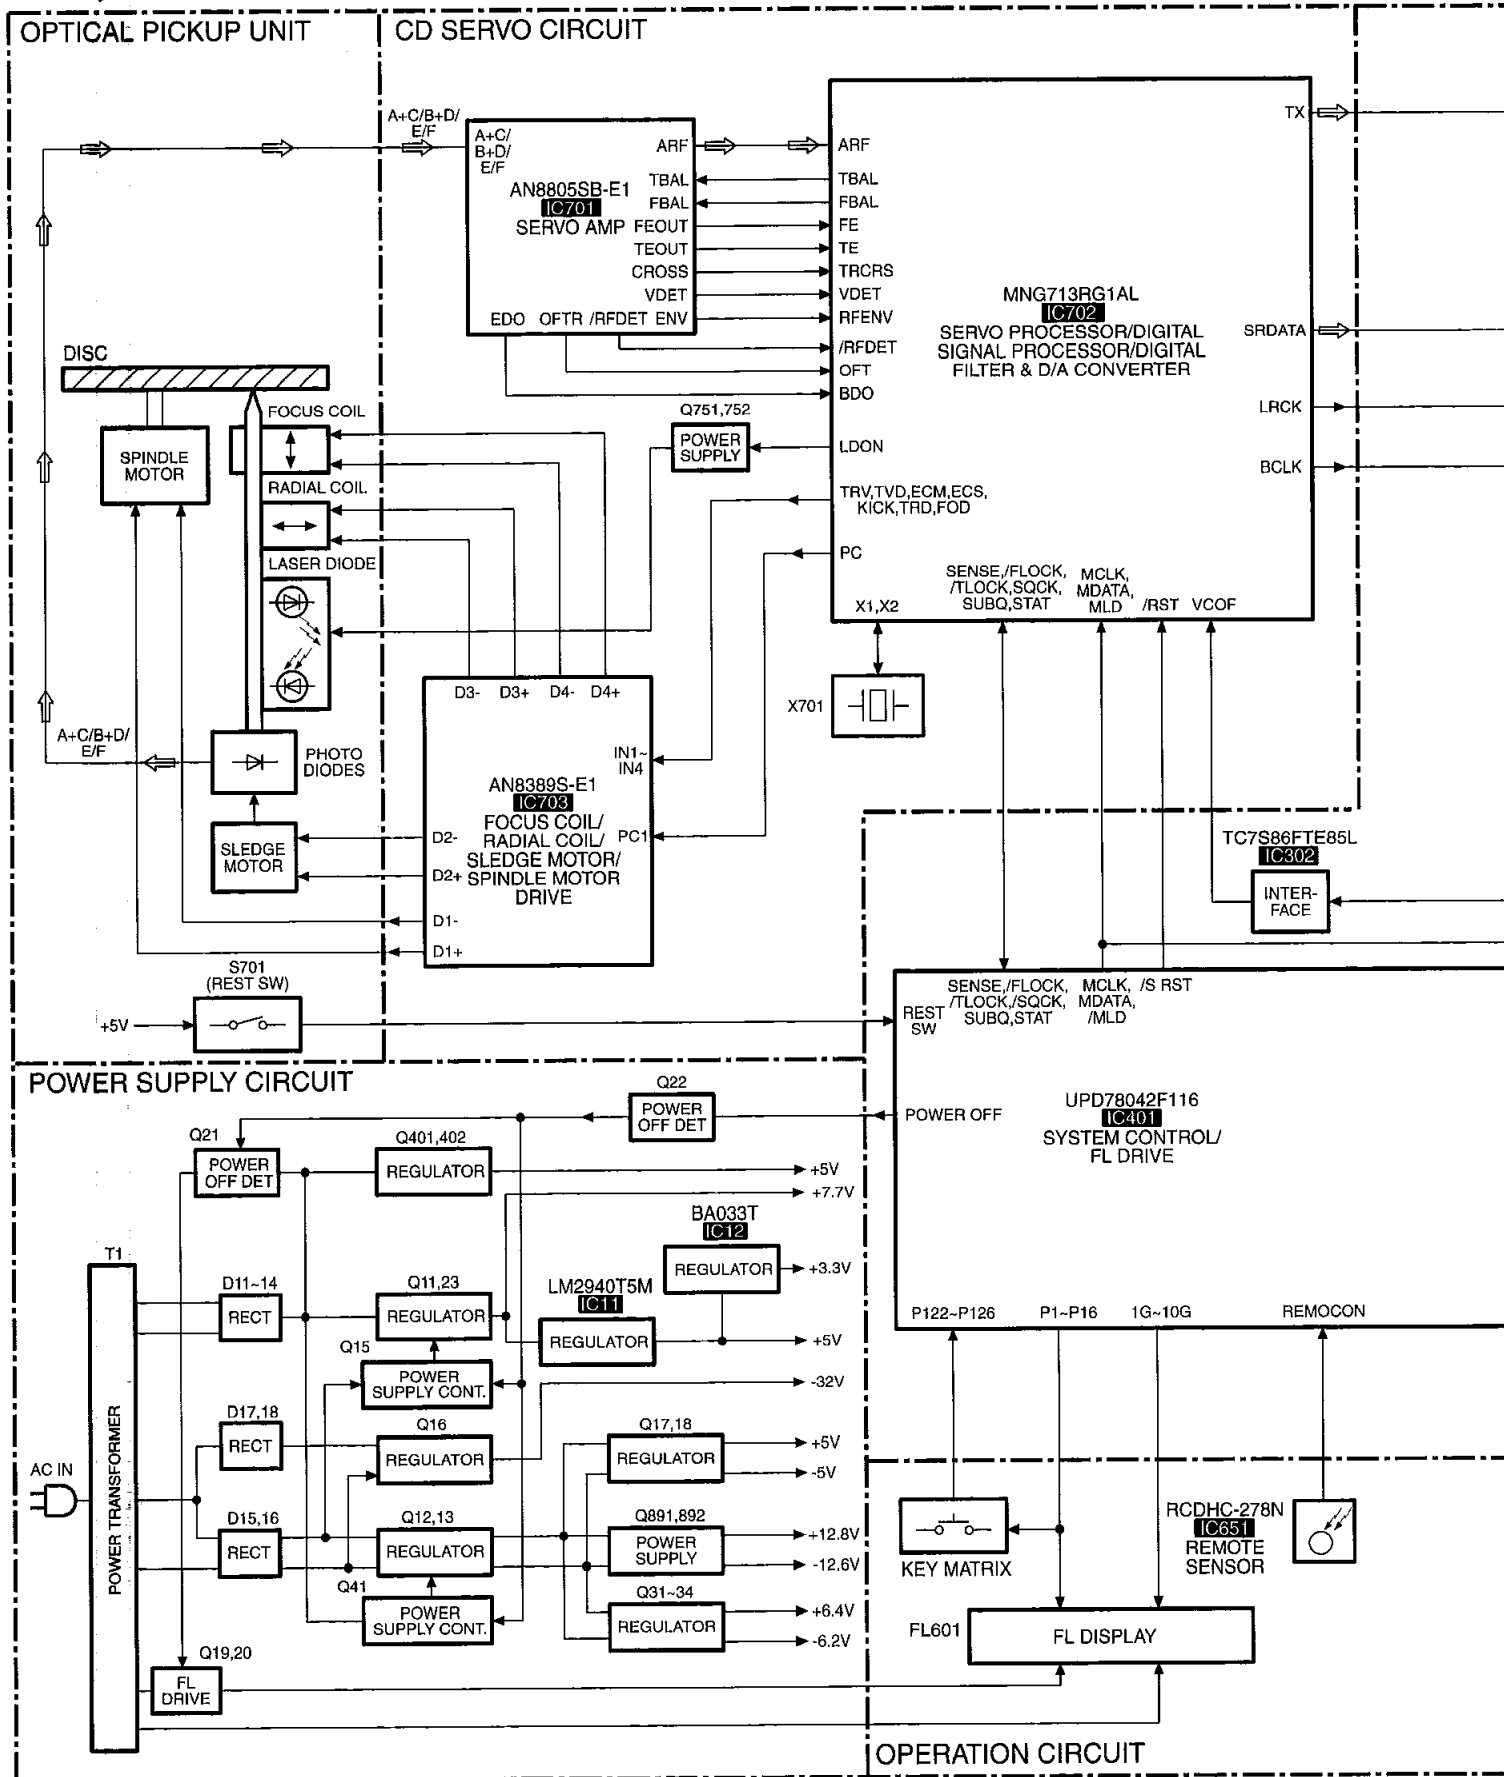 OPTICAL PICKUP UNIT
CD SERVO CIRCUIT
A+C/B+D/
E/F
A+C/
B+D/
E/F
ARF
TBAL
FBAL
FEOUT
TEOUT
CROSS
VDET
EDO OFTR /RFDET ENV
AN8805SB-E1
IC701
SERVO AMP
ARF
TBAL
FBAL
FE
TE
TRCRS
VDET
RFENV
/RFDET
OFT
BDO
LDON
TRV,TVD,ECM,ECS,
KICK,TRD,FOD
PC
TX
SRDATA
LRCK
BCLK
MNG713RG1AL
IC702
SERVO PROCESSOR/DIGITAL
SIGNAL PROCESSOR/DIGITAL
FILTER & D/A CONVERTER
X1,X2
SENSE,/FLOCK,
/TLOCK,SQCK,
SUBQ,STAT
MCLK,
MDATA,
MLD
/RST
VCOF
Q751,752
POWER
SUPPLY
DISC
SPINDLE
MOTOR
FOCUS COIL
RADIAL COIL
LASER DIODE
A+C/B+D/
E/F
PHOTO
DIODES
SLEDGE
MOTOR
X701
D3- D3+ D4- D4+
IN1~
IN4
PC1
D2-
D2+
D1-
D1+
AN8389S-E1
IC703
FOCUS COIL/
RADIAL COIL/
SLEDGE MOTOR/
SPINDLE MOTOR
DRIVE
TC7S86FTE85L
IC302
INTER-
FACE
S701
(REST SW)
+5V
REST
SW
SENSE,/FLOCK,
/TLOCK,/SQCK,
SUBQ,STAT
MCLK,
MDATA,
/MLD
/S RST
POWER OFF
UPD78042F116
IC401
SYSTEM CONTROL/
FL DRIVE
P122~P126
P1~P16
1G~10G
REMOCON
POWER SUPPLY CIRCUIT
Q22
POWER
OFF DET
Q21
POWER
OFF DET
Q401,402
REGULATOR
+5V
+7.7V
BA033T
IC12
REGULATOR
+3.3V
T1
POWER TRANSFORMER
D11~14
RECT
Q11,23
REGULATOR
LM2940T5M
IC11
REGULATOR
+5V
Q15
POWER
SUPPLY CONT.
-32V
D17,18
RECT
Q16
REGULATOR
Q17,18
REGULATOR
+5V
-5V
AC IN
D15,16
RECT
Q12,13
REGULATOR
Q891,892
POWER
SUPPLY
+12.8V
-12.6V
Q41
POWER
SUPPLY CONT.
Q31~34
REGULATOR
+6.4V
-6.2V
Q19,20
FL
DRIVE
KEY MATRIX
RCDHC-278N
IC651
REMOTE
SENSOR
FL601
FL DISPLAY
OPERATION CIRCUIT